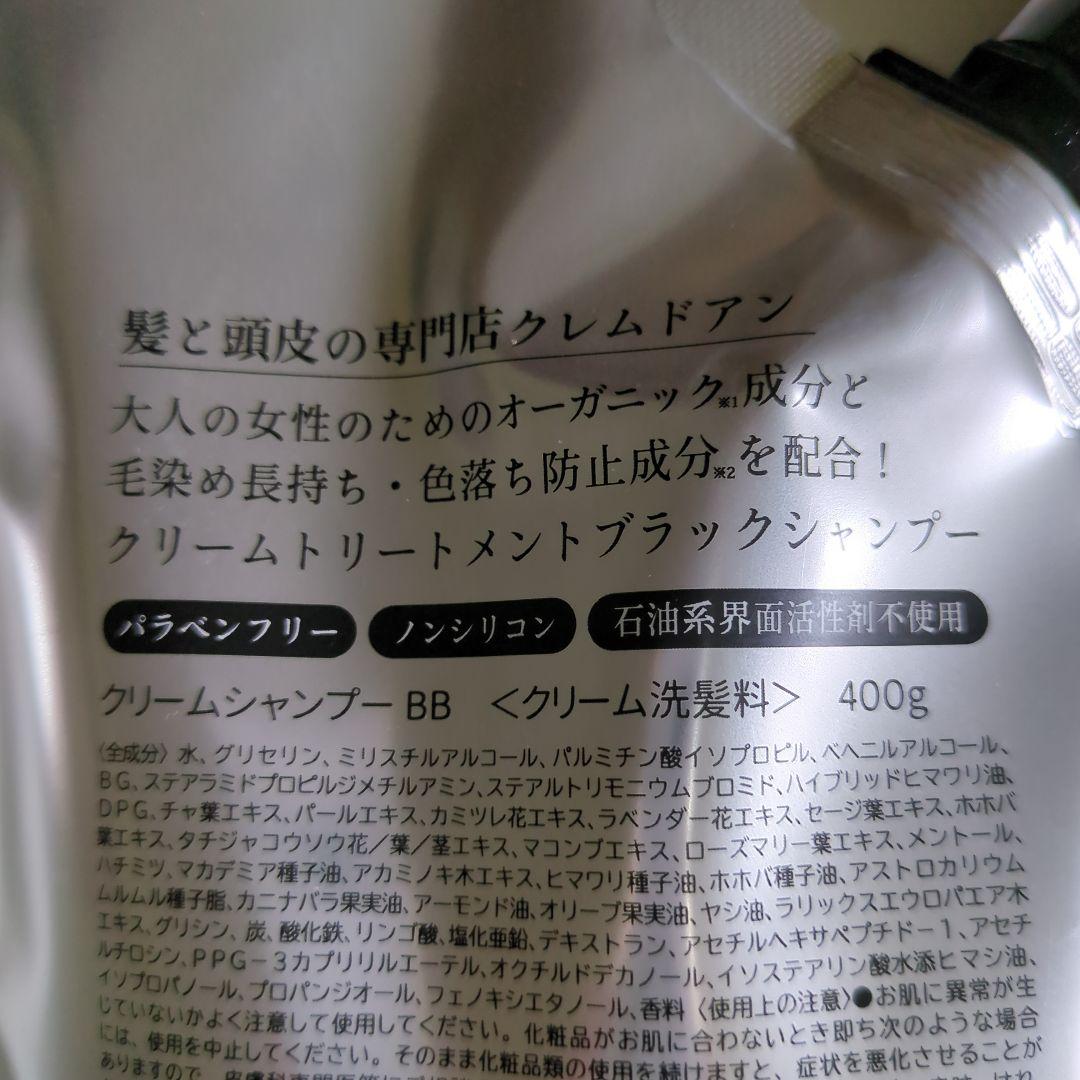 髪と頭皮の専門店クレムドアン
大人の女性のためのオーガニック※1成分と
毛染め長持ち・色落ち防止成分※2を配合！
クリームトリートメントブラックシャンプー
パラベンフリー ノンシリコン 石油系界面活性剤不使用
クリームシャンプー BB ＜クリーム洗髪料＞ 400g
〈全成分〉水、グリセリン、ミリスチルアルコール、パルミチン酸イソプロピル、ベヘニルアルコール、
BG、ステアラミドプロピルジメチルアミン、ステアルトリモニウムブロミド、ハイブリッドヒマワリ油、
DPG、チャ葉エキス、パールエキス、カミツレ花エキス、ラベンダー花エキス、セージ葉エキス、ホホバ
葉エキス、タチジャコウソウ花／葉／茎エキス、マコンブエキス、ローズマリー葉エキス、メントール、
ハチミツ、マカデミア種子油、アカミノキ木エキス、ヒマワリ種子油、ホホバ種子油、アストロカリウム
ムルムル種子脂、カニナバラ果実油、アーモンド油、オリーブ果実油、ヤシ油、ラリックスエウロパエア木
エキス、グリシン、炭、酸化鉄、リンゴ酸、塩化亜鉛、デキストラン、アセチルヘキサペプチドー1、アセチ
ルチロシン、PPG－3カプリリルエーテル、オクチルドデカノール、イソステアリン酸水添ヒマシ油、
イソプロパノール、プロパンジオール、フェノキシエタノール、香料〈使用上の注意〉●お肌に異常が生
じていないかよく注意して使用してください。化粧品がお肌に合わないとき即ち次のような場合
には、使用を中止してください。そのまま化粧品類の使用を続けますと、症状を悪化させることが
ありますので、皮膚科専門医等に